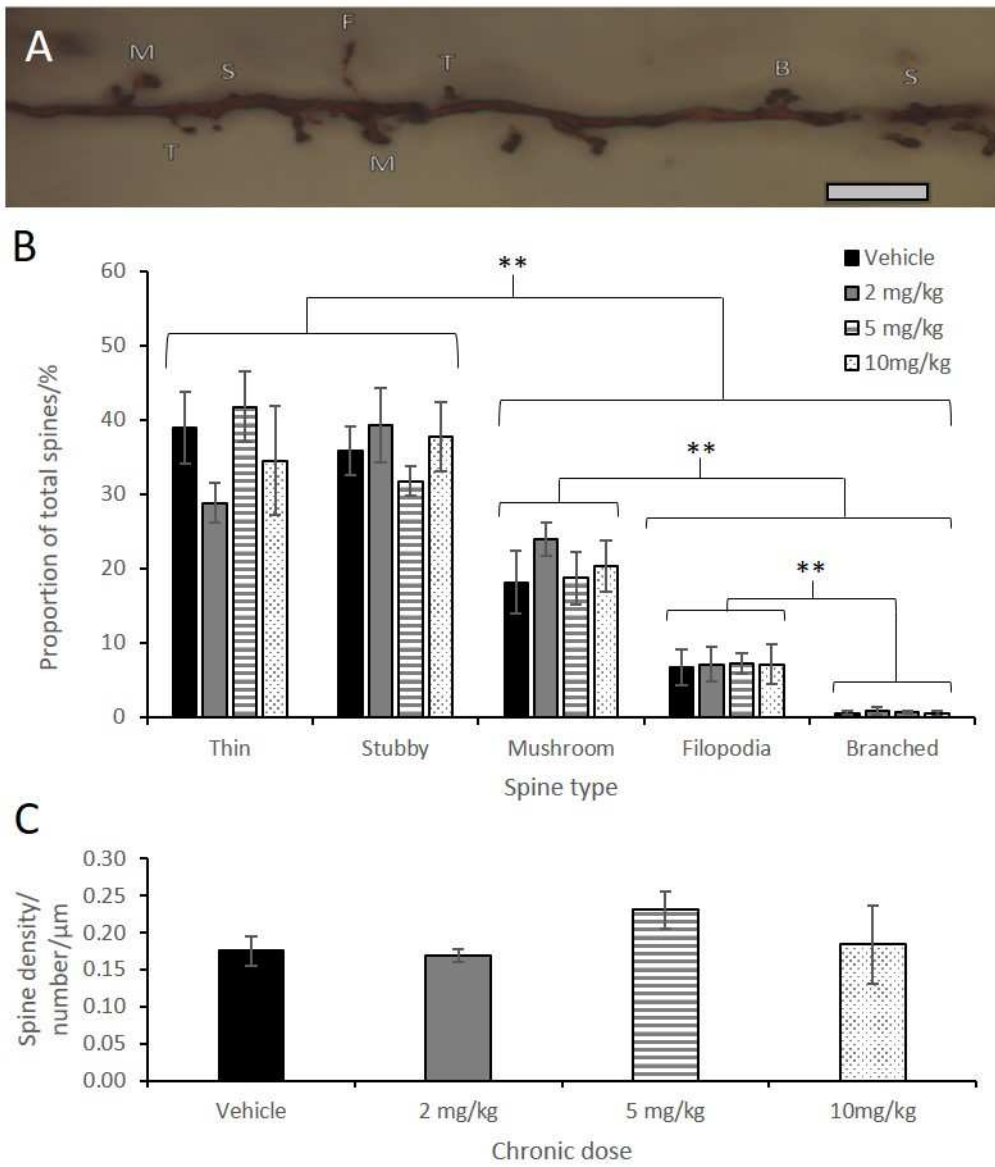 A
M
S
F
T
B
S
T
M
B
**
Vehicle
2 mg/kg
5 mg/kg
10mg/kg
60
50
40
30
20
10
0
**
**
Proportion of total spines/%
Thin Stubby Mushroom Filopodia Branched
Spine type
C
Spine density/
number/μm
0.30
0.25
0.20
0.15
0.10
0.05
0.00
Vehicle 2 mg/kg 5 mg/kg 10mg/kg
Chronic dose